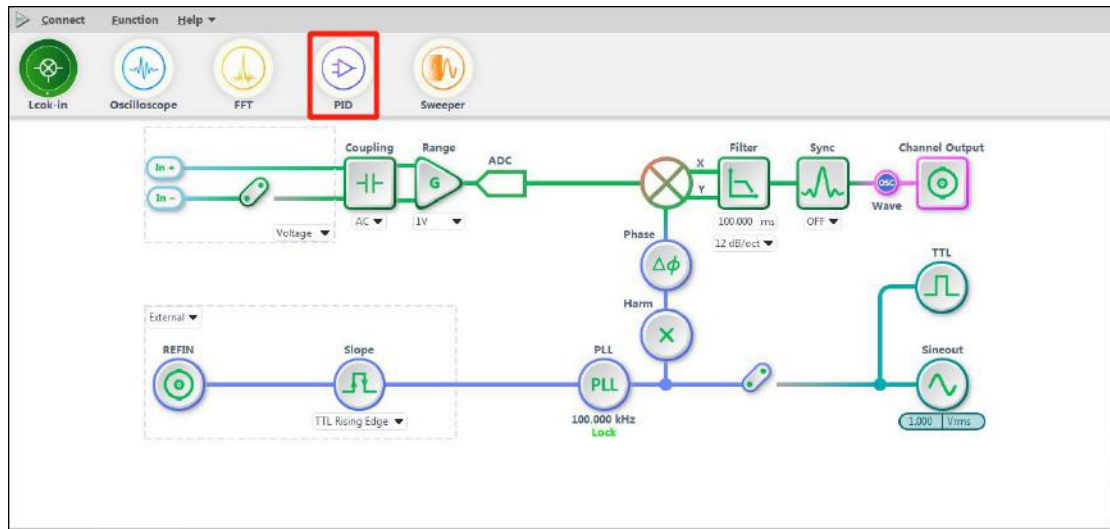 Connect Function Help
Lcok-in Oscilloscope FFT PID Sweeper
Coupling Range ADC Filter Sync Channel Output
In +
In -
G
X
Y
OSC
Wave
AC
1V
100.000 ms
OFF
Voltage
12 dB/oct
Phase
Δϕ
TTL
Harm
External
REFIN Slope PLL Sineout
PLL
TTL Rising Edge
100.000 kHz
Lock
1.000 Vrms